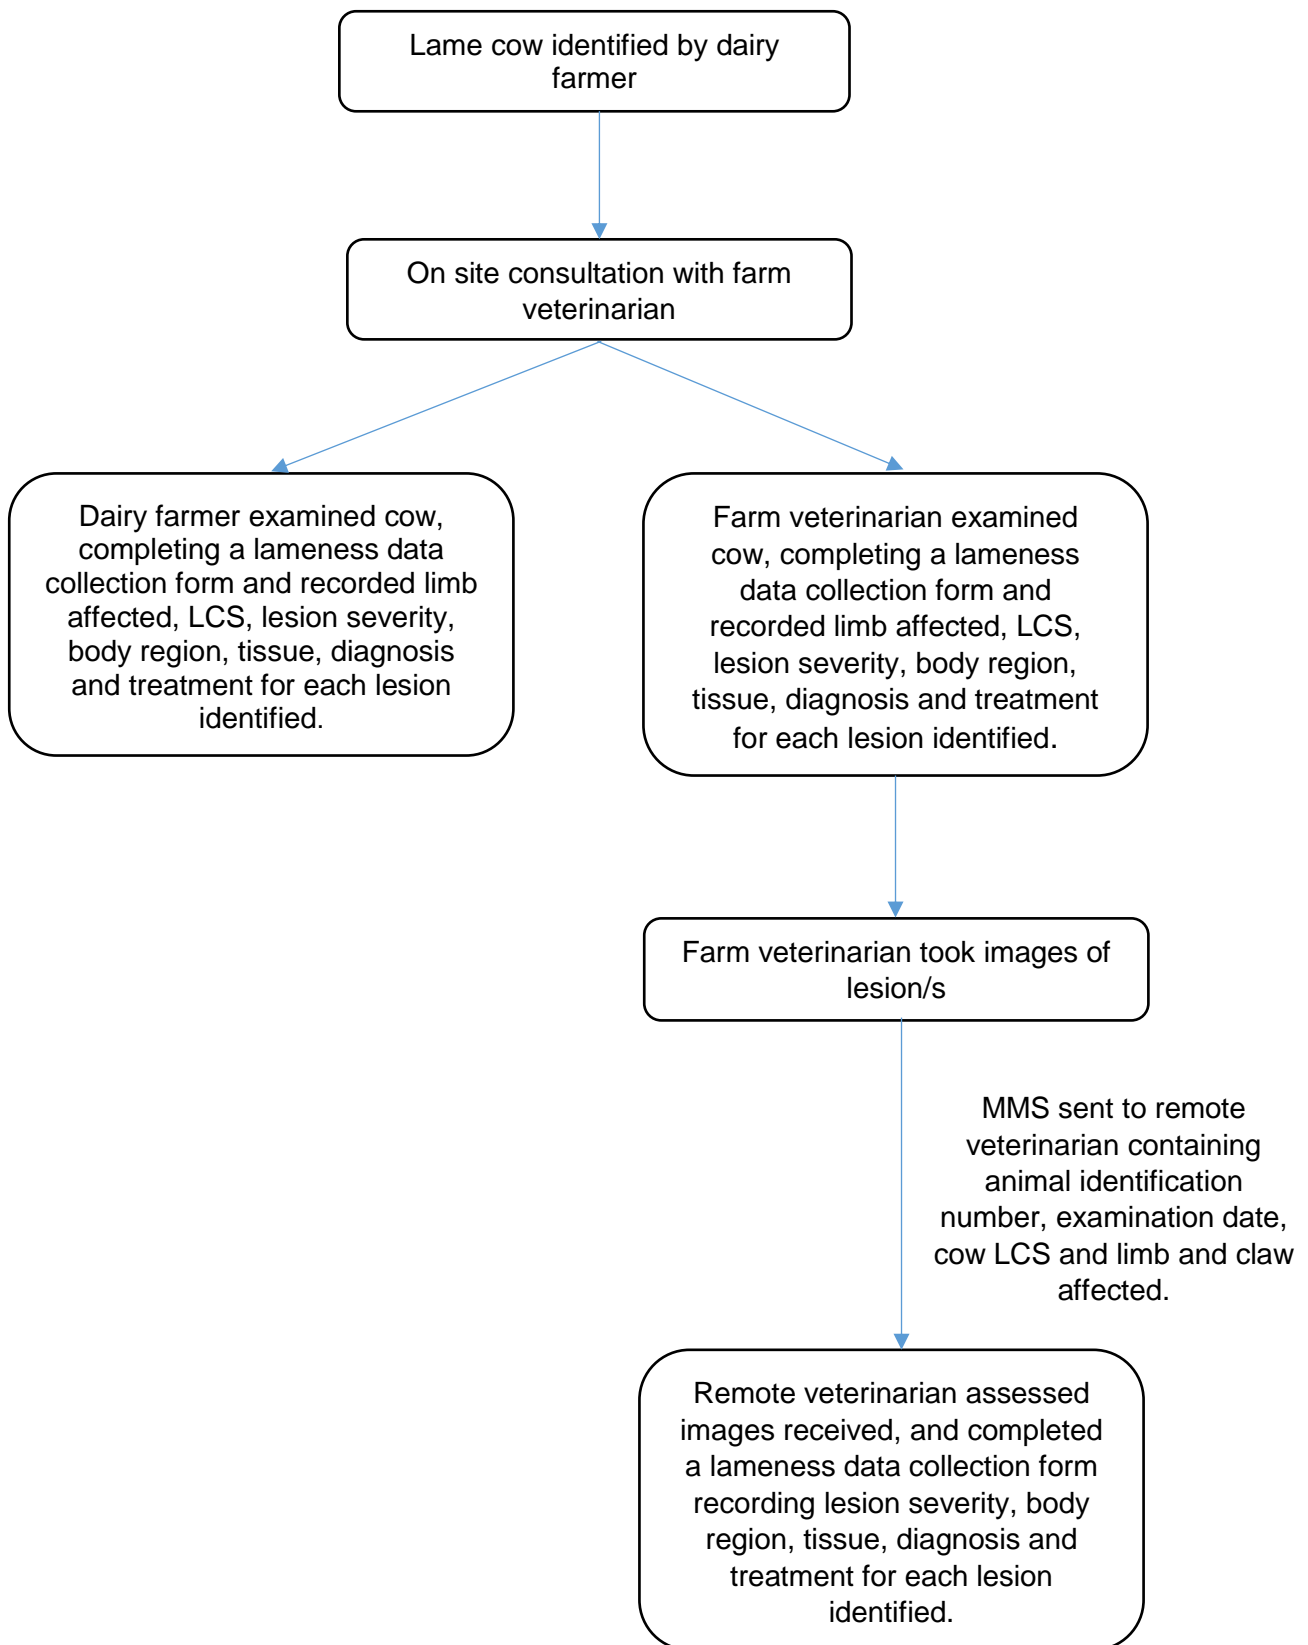 Lame cow identified by dairy
farmer
On site consultation with farm
veterinarian
Dairy farmer examined cow,
completing a lameness data
collection form and recorded limb
affected, LCS, lesion severity,
body region, tissue, diagnosis
and treatment for each lesion
identified.
Farm veterinarian examined
cow, completing a lameness
data collection form and
recorded limb affected, LCS,
lesion severity, body region,
tissue, diagnosis and treatment
for each lesion identified.
Farm veterinarian took images of
lesion/s
MMS sent to remote
veterinarian containing
animal identification
number, examination date,
cow LCS and limb and claw
affected.
Remote veterinarian assessed
images received, and completed
a lameness data collection form
recording lesion severity, body
region, tissue, diagnosis and
treatment for each lesion
identified.